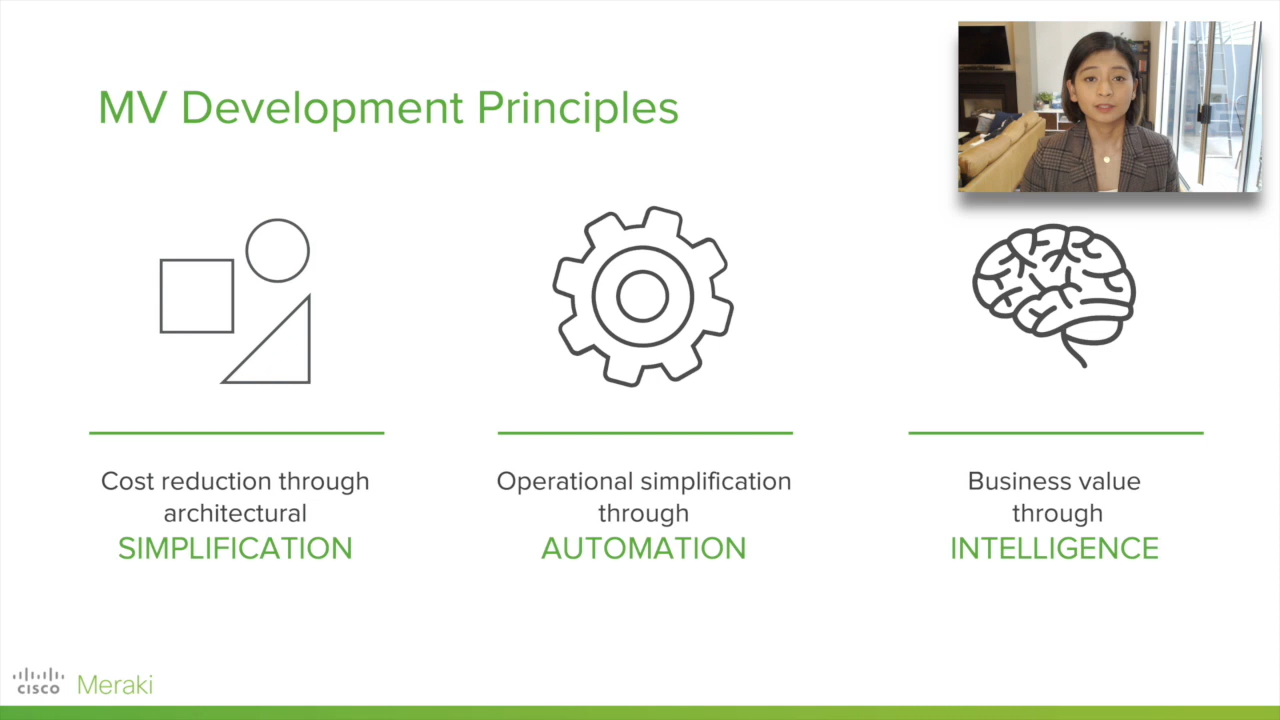 MV Development Principles
Cost reduction through
architectural
SIMPLIFICATION
Operational simplification
through
AUTOMATION
Business value
through
INTELLIGENCE
CISCO Meraki